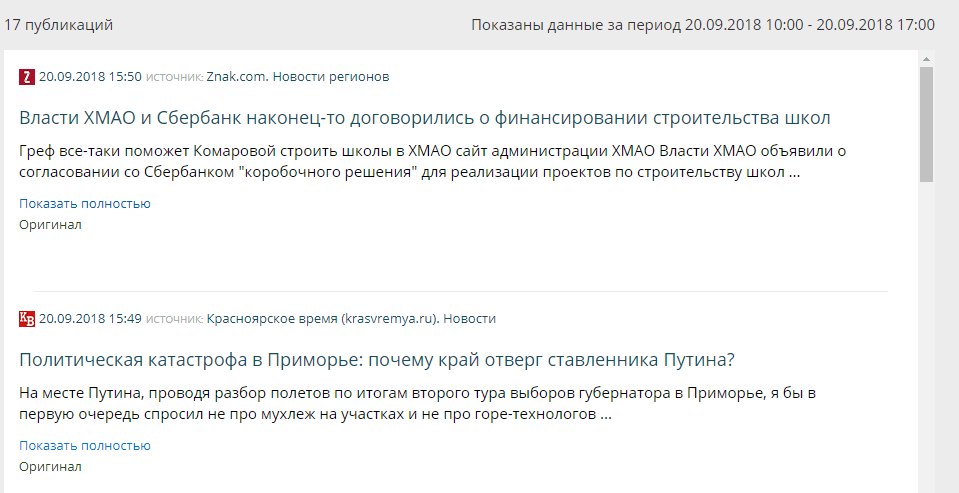 17 публикаций
Показаны данные за период 20.09.2018 10:00 - 20.09.2018 17:00
Z 20.09.2018 15:50 источник: Znak.com. Новости регионов
Власти ХМАО и Сбербанк наконец-то договорились о финансировании строительства школ
Греф все-таки поможет Комаровой строить школы в ХМАО сайт администрации ХМАО Власти ХМАО объявили о
согласовании со Сбербанком "коробочного решения" для реализации проектов по строительству школ ...
Показать полностью
Оригинал
КВ 20.09.2018 15:49 источник: Красноярское время (krasvremya.ru). Новости
Политическая катастрофа в Приморье: почему край отверг ставленника Путина?
На месте Путина, проводя разбор полетов по итогам второго тура выборов губернатора в Приморье, я бы в
первую очередь спросил не про мухлеж на участках и не про горе-технологов ...
Показать полностью
Оригинал